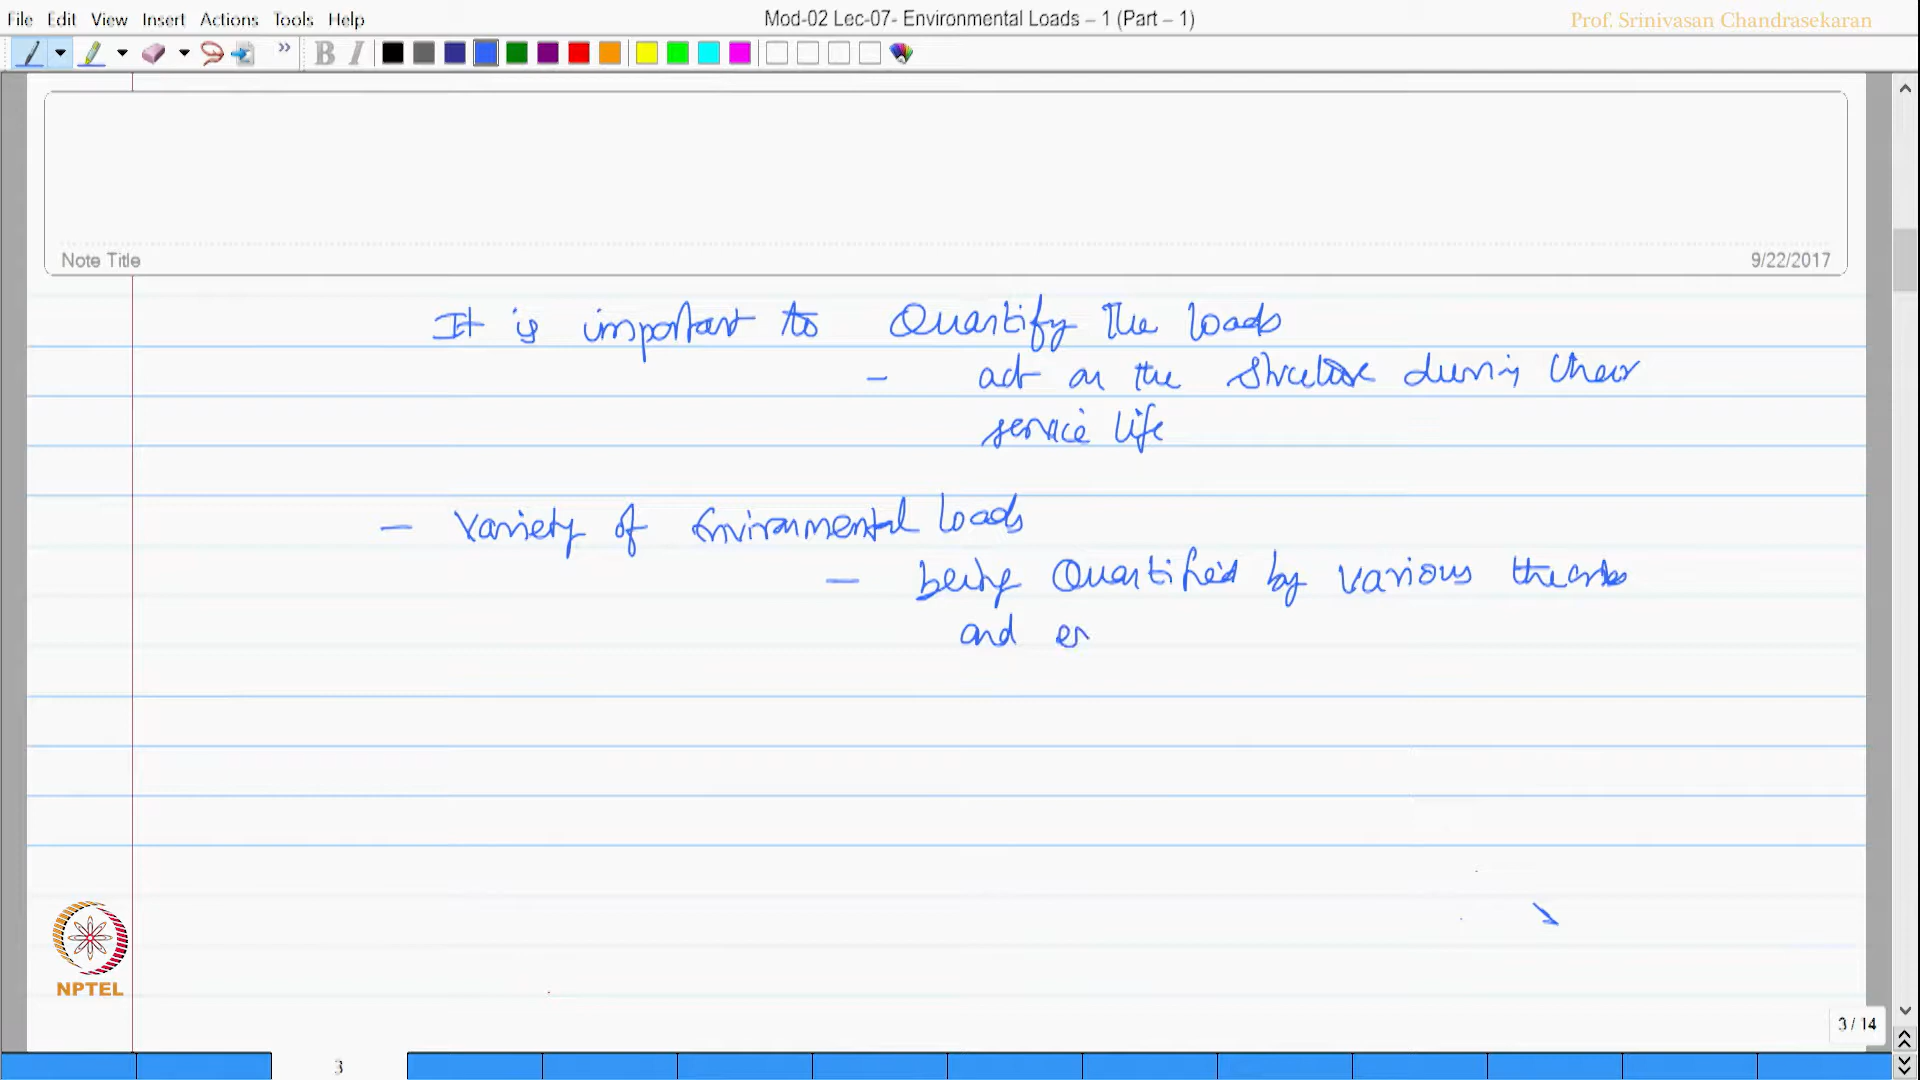 File Edit View Insert Actions Tools Help
Mod-02 Lec-07- Environmental Loads – 1 (Part – 1)
Prof. Srinivasan Chandrasekaran
B I
Note Title
9/22/2017
It is important to Quantify the loads
- act on the structure during their
service life
- Variety of Environmental loads
- being Quantified by various theories
and en
NPTEL
3 / 14
3